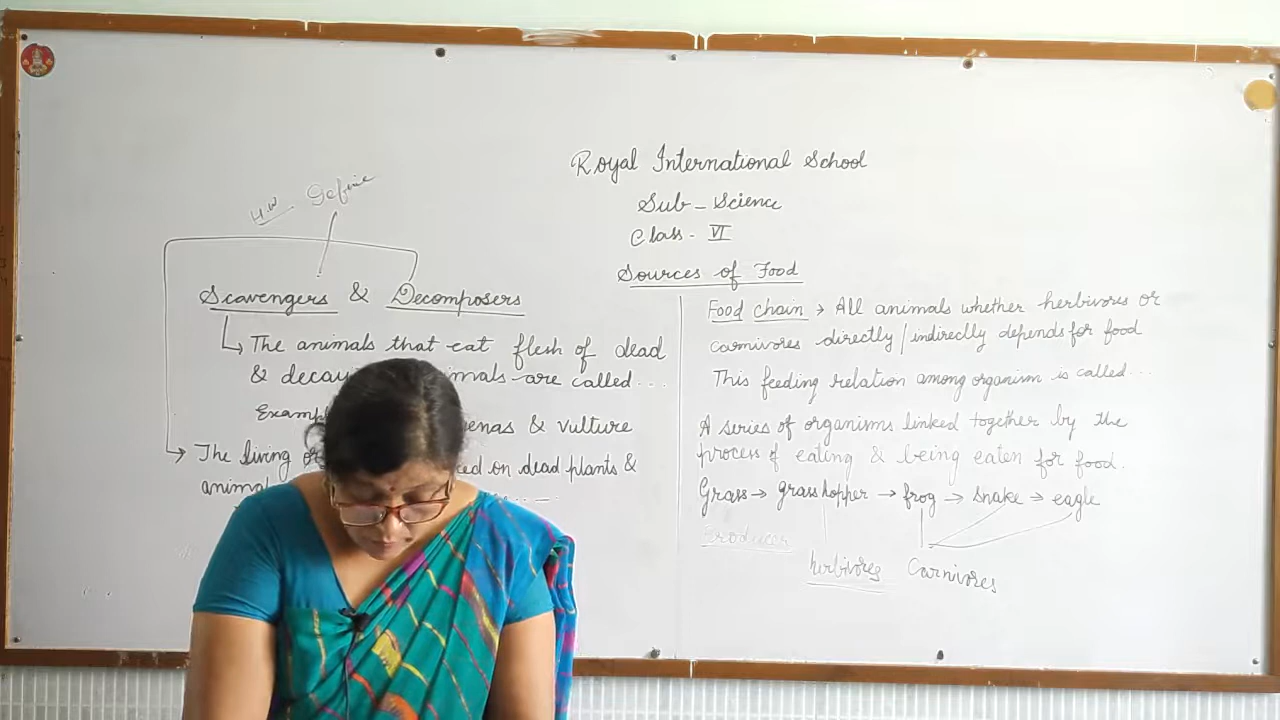 Royal International School
Sub - Science
Class - VI
Sources of Food
H.W. Define
Scavengers & Decomposers
The animals that eat flesh of dead
& decay mals are called ...
Examp enas & vulture
The living or ed on dead plants &
animal
Food chain → All animals whether herbivores or
carnivores directly/indireclly depends for food
This feeding relation among organism is called...
A series of organisms linked together by the
process of eating & being eaten for food.
Grass → grasshopper → frog → snake → eagle
Producer
herbivores Carnivores